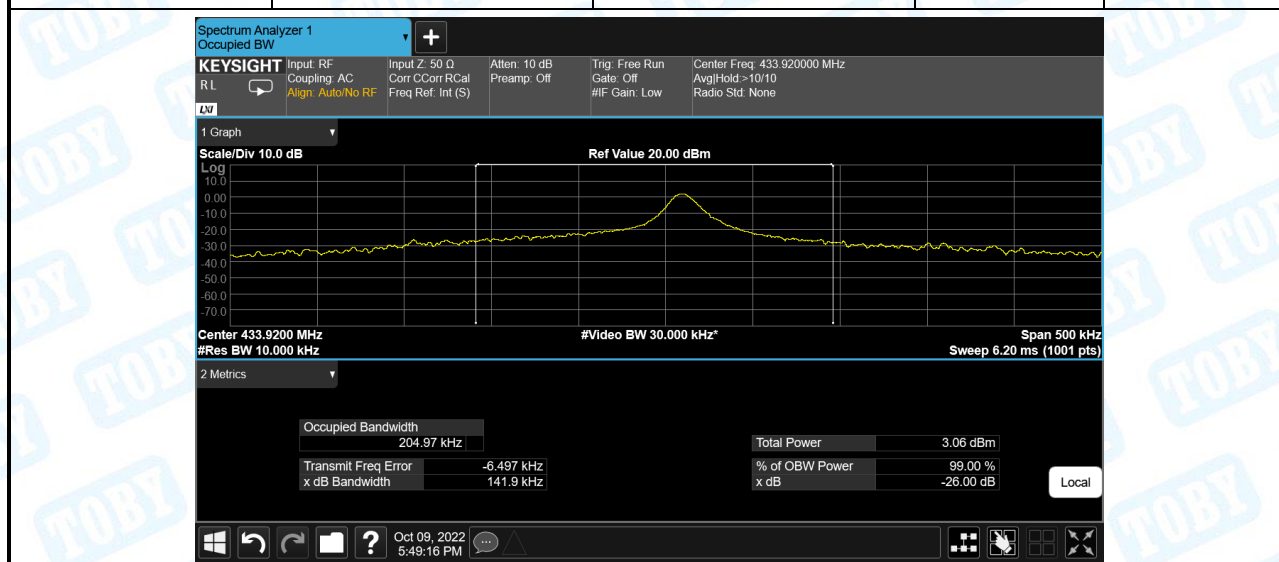 Spectrum Analyzer 1
Occupied BW
KEYSIGHT
RL
LXI
Input: RF
Coupling: AC
Align: Auto/No RF
Input Z: 50 Ω
Corr CCorr RCal
Freq Ref: Int (S)
Atten: 10 dB
Preamp: Off
Trig: Free Run
Gate: Off
#IF Gain: Low
Center Freq: 433.920000 MHz
Avg|Hold:>10/10
Radio Std: None
1 Graph
Scale/Div 10.0 dB
Ref Value 20.00 dBm
Log
10.0
0.00
-10.0
-20.0
-30.0
-40.0
-50.0
-60.0
-70.0
Center 433.9200 MHz
#Video BW 30.000 kHz*
Span 500 kHz
#Res BW 10.000 kHz
Sweep 6.20 ms (1001 pts)
2 Metrics
Occupied Bandwidth
204.97 kHz
Total Power 3.06 dBm
Transmit Freq Error -6.497 kHz
% of OBW Power 99.00 %
x dB Bandwidth 141.9 kHz
x dB -26.00 dB
Local
?
Oct 09, 2022
5:49:16 PM
TOBY
TOBY
TOBY
TOBY
TOBY
TOBY
TOBY